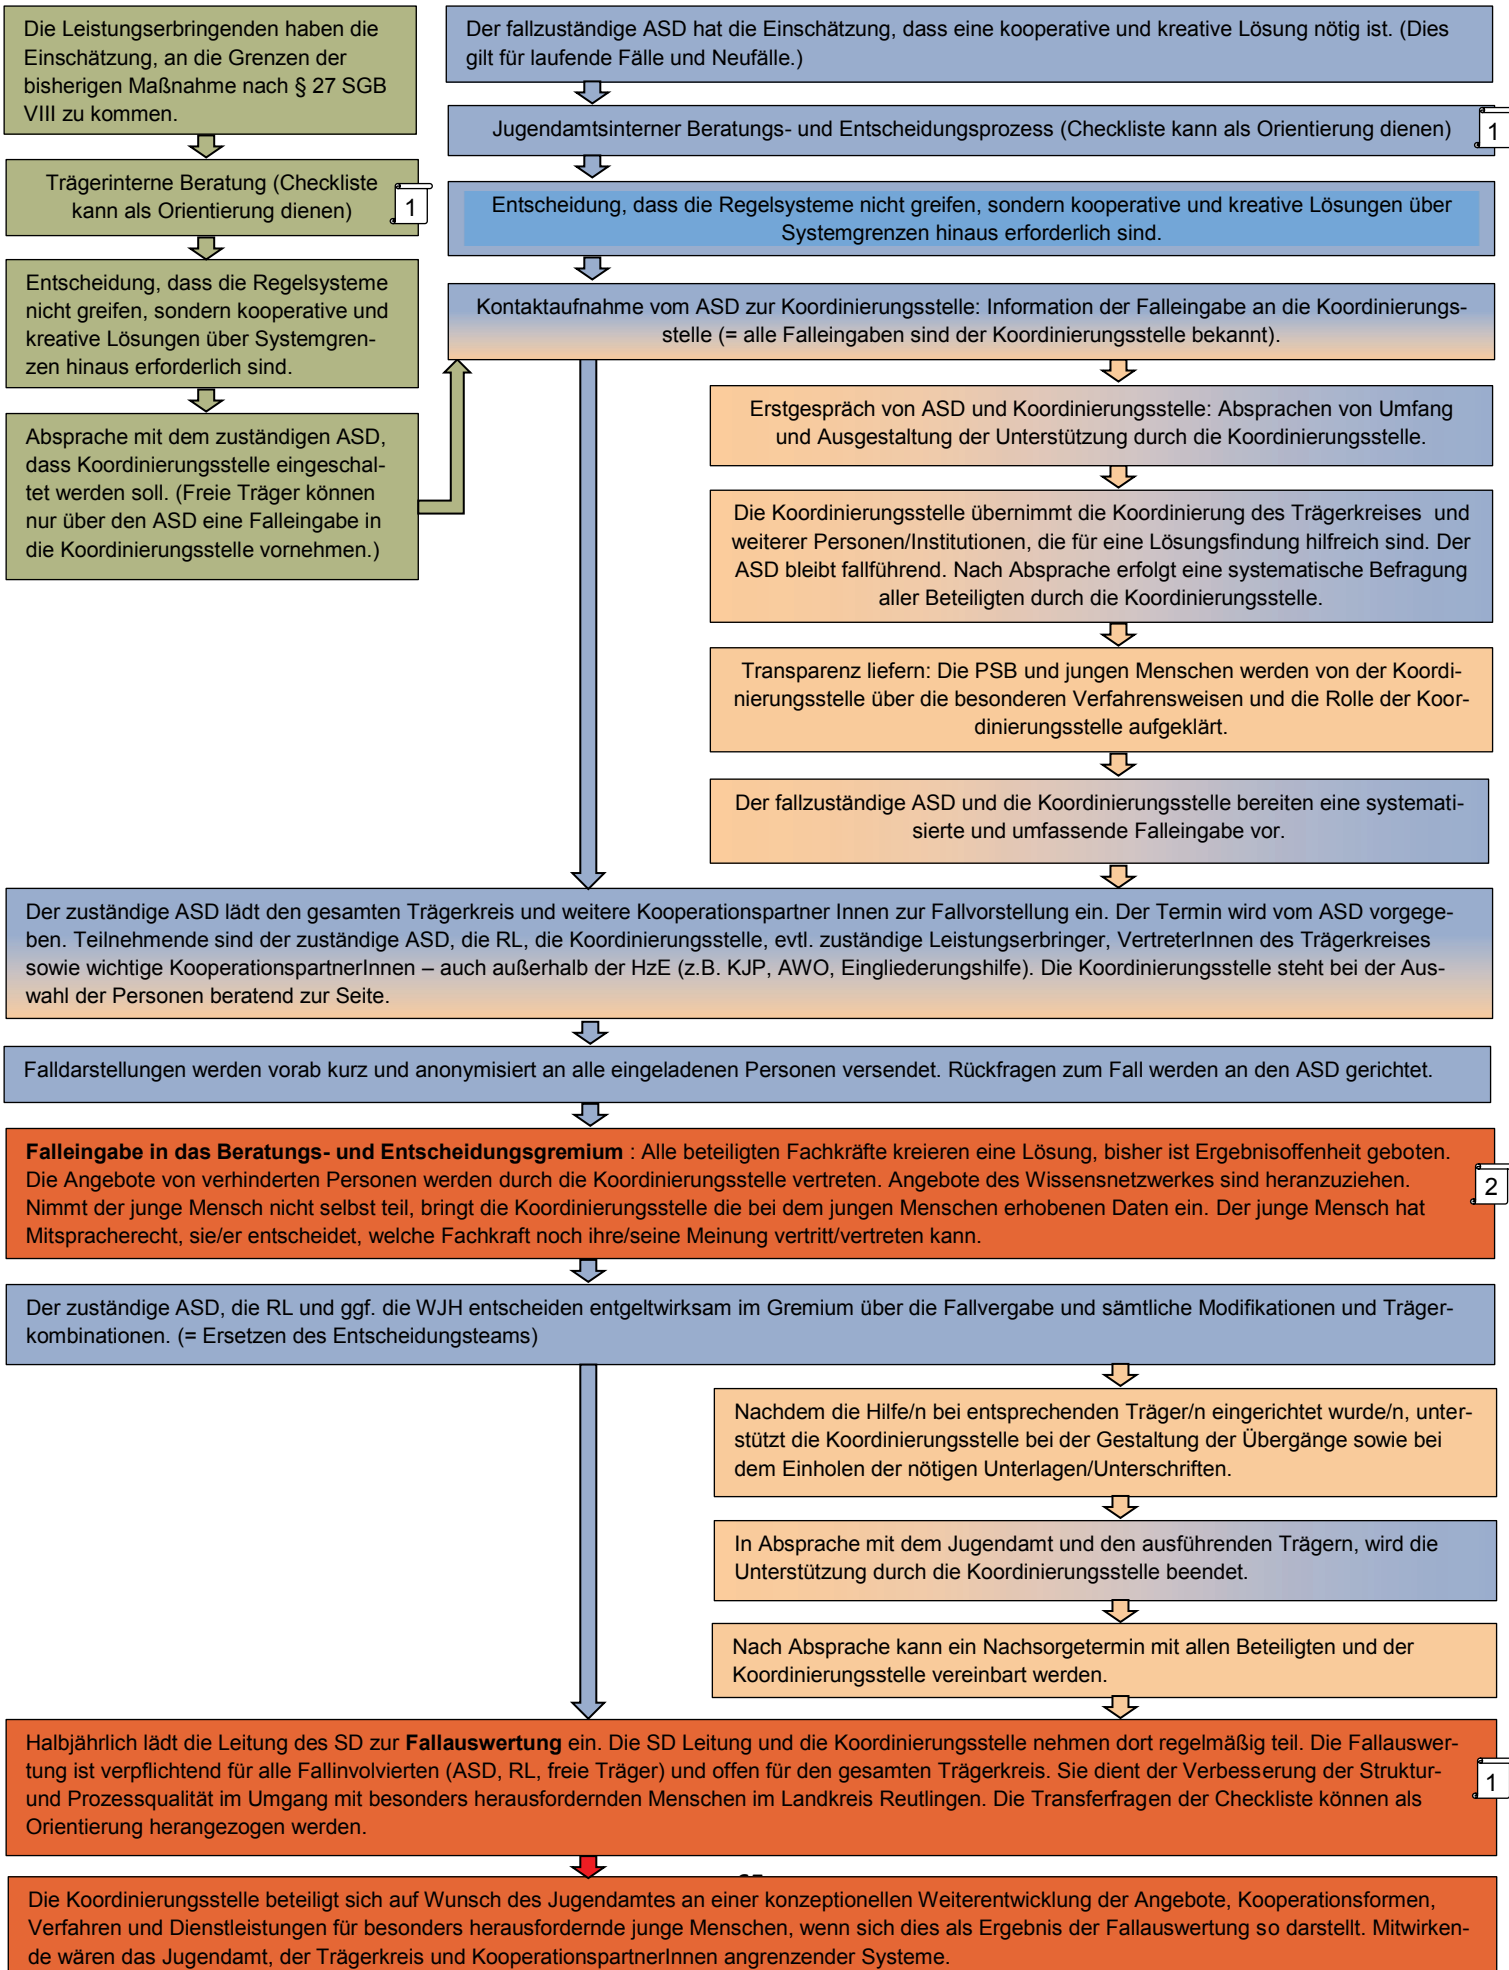 Die Leistungserbringenden haben die
Einschätzung, an die Grenzen der
bisherigen Maßnahme nach § 27 SGB
VIII zu kommen.
Trägerinterne Beratung (Checkliste
kann als Orientierung dienen)
1
Entscheidung, dass die Regelsysteme
nicht greifen, sondern kooperative und
kreative Lösungen über Systemgren-
zen hinaus erforderlich sind.
Absprache mit dem zuständigen ASD,
dass Koordinierungsstelle eingeschal-
tet werden soll. (Freie Träger können
nur über den ASD eine Falleingabe in
die Koordinierungsstelle vornehmen.)
Der fallzuständige ASD hat die Einschätzung, dass eine kooperative und kreative Lösung nötig ist. (Dies
gilt für laufende Fälle und Neufälle.)
Jugendamtsinterner Beratungs- und Entscheidungsprozess (Checkliste kann als Orientierung dienen)
1
Entscheidung, dass die Regelsysteme nicht greifen, sondern kooperative und kreative Lösungen über
Systemgrenzen hinaus erforderlich sind.
Kontaktaufnahme vom ASD zur Koordinierungsstelle: Information der Falleingabe an die Koordinierungs-
stelle (= alle Falleingaben sind der Koordinierungsstelle bekannt).
Erstgespräch von ASD und Koordinierungsstelle: Absprachen von Umfang
und Ausgestaltung der Unterstützung durch die Koordinierungsstelle.
Die Koordinierungsstelle übernimmt die Koordinierung des Trägerkreises und
weiterer Personen/Institutionen, die für eine Lösungsfindung hilfreich sind. Der
ASD bleibt fallführend. Nach Absprache erfolgt eine systematische Befragung
aller Beteiligten durch die Koordinierungsstelle.
Transparenz liefern: Die PSB und jungen Menschen werden von der Koordi-
nierungsstelle über die besonderen Verfahrensweisen und die Rolle der Koor-
dinierungsstelle aufgeklärt.
Der fallzuständige ASD und die Koordinierungsstelle bereiten eine systemati-
sierte und umfassende Falleingabe vor.
Der zuständige ASD lädt den gesamten Trägerkreis und weitere Kooperationspartner Innen zur Fallvorstellung ein. Der Termin wird vom ASD vorgege-
ben. Teilnehmende sind der zuständige ASD, die RL, die Koordinierungsstelle, evtl. zuständige Leistungserbringer, VertreterInnen des Trägerkreises
sowie wichtige KooperationspartnerInnen – auch außerhalb der HzE (z.B. KJP, AWO, Eingliederungshilfe). Die Koordinierungsstelle steht bei der Aus-
wahl der Personen beratend zur Seite.
Falldarstellungen werden vorab kurz und anonymisiert an alle eingeladenen Personen versendet. Rückfragen zum Fall werden an den ASD gerichtet.
Falleingabe in das Beratungs- und Entscheidungsgremium : Alle beteiligten Fachkräfte kreieren eine Lösung, bisher ist Ergebnisoffenheit geboten.
Die Angebote von verhinderten Personen werden durch die Koordinierungsstelle vertreten. Angebote des Wissensnetzwerkes sind heranzuziehen.
Nimmt der junge Mensch nicht selbst teil, bringt die Koordinierungsstelle die bei dem jungen Menschen erhobenen Daten ein. Der junge Mensch hat
Mitspracherecht, sie/er entscheidet, welche Fachkraft noch ihre/seine Meinung vertritt/vertreten kann.
2
Der zuständige ASD, die RL und ggf. die WJH entscheiden entgeltwirksam im Gremium über die Fallvergabe und sämtliche Modifikationen und Träger-
kombinationen. (= Ersetzen des Entscheidungsteams)
Nachdem die Hilfe/n bei entsprechenden Träger/n eingerichtet wurde/n, unter-
stützt die Koordinierungsstelle bei der Gestaltung der Übergänge sowie bei
dem Einholen der nötigen Unterlagen/Unterschriften.
In Absprache mit dem Jugendamt und den ausführenden Trägern, wird die
Unterstützung durch die Koordinierungsstelle beendet.
Nach Absprache kann ein Nachsorgetermin mit allen Beteiligten und der
Koordinierungsstelle vereinbart werden.
Halbjährlich lädt die Leitung des SD zur Fallauswertung ein. Die SD Leitung und die Koordinierungsstelle nehmen dort regelmäßig teil. Die Fallauswer-
tung ist verpflichtend für alle Fallinvolvierten (ASD, RL, freie Träger) und offen für den gesamten Trägerkreis. Sie dient der Verbesserung der Struktur-
und Prozessqualität im Umgang mit besonders herausfordernden Menschen im Landkreis Reutlingen. Die Transferfragen der Checkliste können als
Orientierung herangezogen werden.
1
Die Koordinierungsstelle beteiligt sich auf Wunsch des Jugendamtes an einer konzeptionellen Weiterentwicklung der Angebote, Kooperationsformen,
Verfahren und Dienstleistungen für besonders herausfordernde junge Menschen, wenn sich dies als Ergebnis der Fallauswertung so darstellt. Mitwirken-
de wären das Jugendamt, der Trägerkreis und KooperationspartnerInnen angrenzender Systeme.